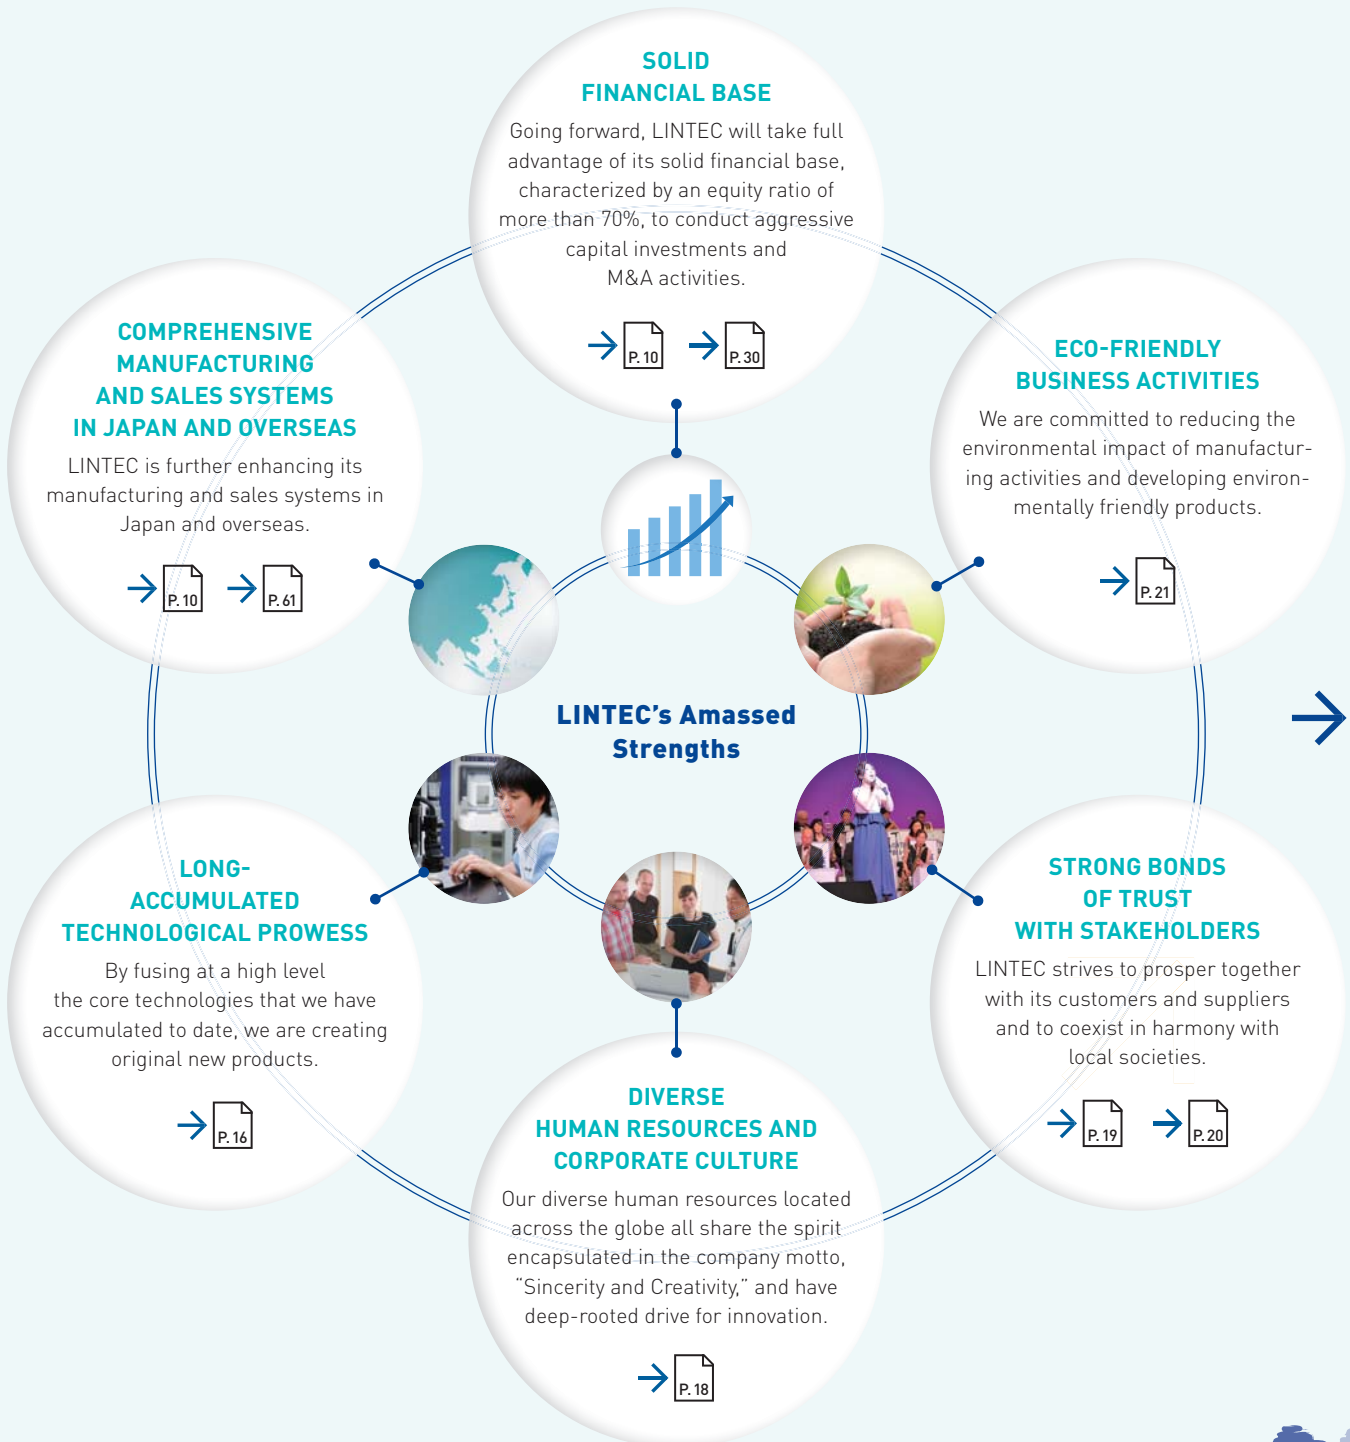 SOLID
FINANCIAL BASE
Going forward, LINTEC will take full
advantage of its solid financial base,
characterized by an equity ratio of
more than 70%, to conduct aggressive
capital investments and
M&A activities.
P. 10
P. 30
COMPREHENSIVE
MANUFACTURING
AND SALES SYSTEMS
IN JAPAN AND OVERSEAS
LINTEC is further enhancing its
manufacturing and sales systems in
Japan and overseas.
P. 10
P. 61
ECO-FRIENDLY
BUSINESS ACTIVITIES
We are committed to reducing the
environmental impact of manufactur-
ing activities and developing environ-
mentally friendly products.
P. 21
LINTEC’s Amassed
Strengths
LONG-
ACCUMULATED
TECHNOLOGICAL PROWESS
By fusing at a high level
the core technologies that we have
accumulated to date, we are creating
original new products.
P. 16
STRONG BONDS
OF TRUST
WITH STAKEHOLDERS
LINTEC strives to prosper together
with its customers and suppliers
and to coexist in harmony with
local societies.
P. 19
P. 20
DIVERSE
HUMAN RESOURCES AND
CORPORATE CULTURE
Our diverse human resources located
across the globe all share the spirit
encapsulated in the company motto,
“Sincerity and Creativity,” and have
deep-rooted drive for innovation.
P. 18